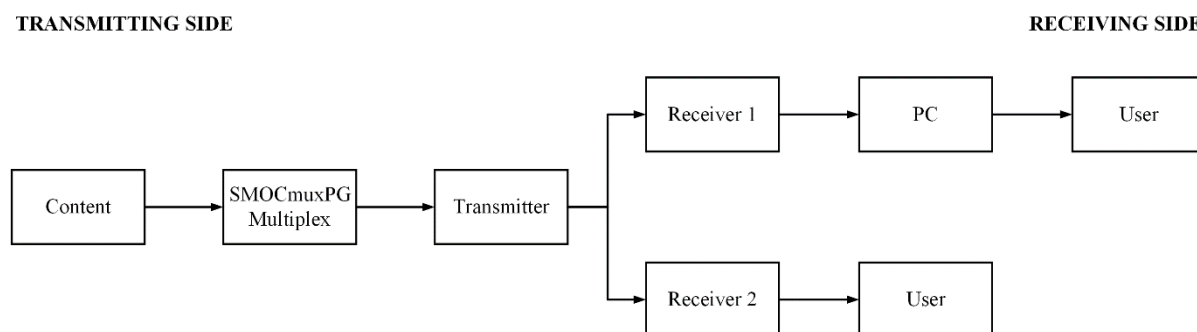 TRANSMITTING SIDE
RECEIVING SIDE
Receiver 1
PC
User
Content
SMOCmuxPG
Multiplex
Transmitter
Receiver 2
User